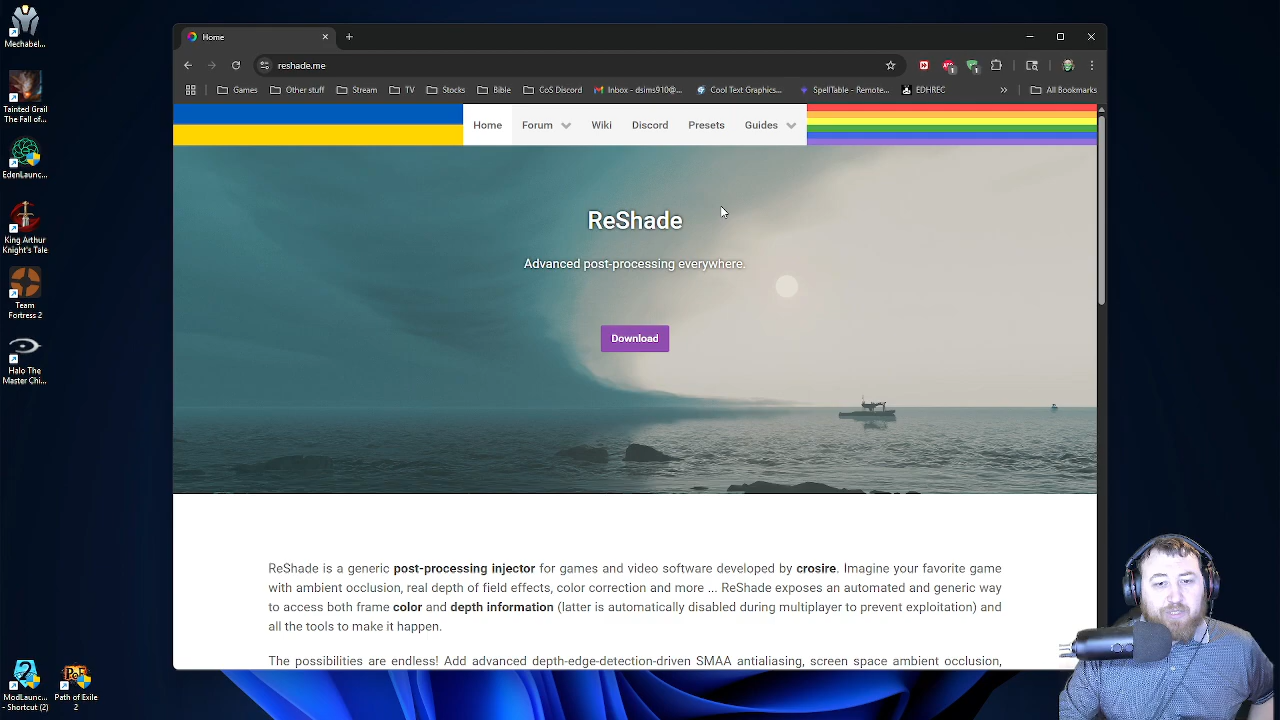 Home
reshade.me
Games
Other stuff
Stream
TV
Stocks
Bible
CoS Discord
Inbox - dsims910@...
Cool Text Graphics...
SpellTable - Remote...
EDHREC
»
All Bookmarks
Home
Forum
Wiki
Discord
Presets
Guides
ReShade
Advanced post-processing everywhere.
Download
ReShade is a generic post-processing injector for games and video software developed by crosire. Imagine your favorite game
with ambient occlusion, real depth of field effects, color correction and more ... ReShade exposes an automated and generic way
to access both frame color and depth information (latter is automatically disabled during multiplayer to prevent exploitation) and
all the tools to make it happen.
The possibilities are endless! Add advanced depth-edge-detection-driven SMAA antialiasing, screen space ambient occlusion,
Mechabel...
Tainted Grail
The Fall of...
EdenLaunc...
King Arthur
Knight's Tale
Team
Fortress 2
Halo The
Master Chi...
ModLaunc...
- Shortcut (2)
Path of Exile
2